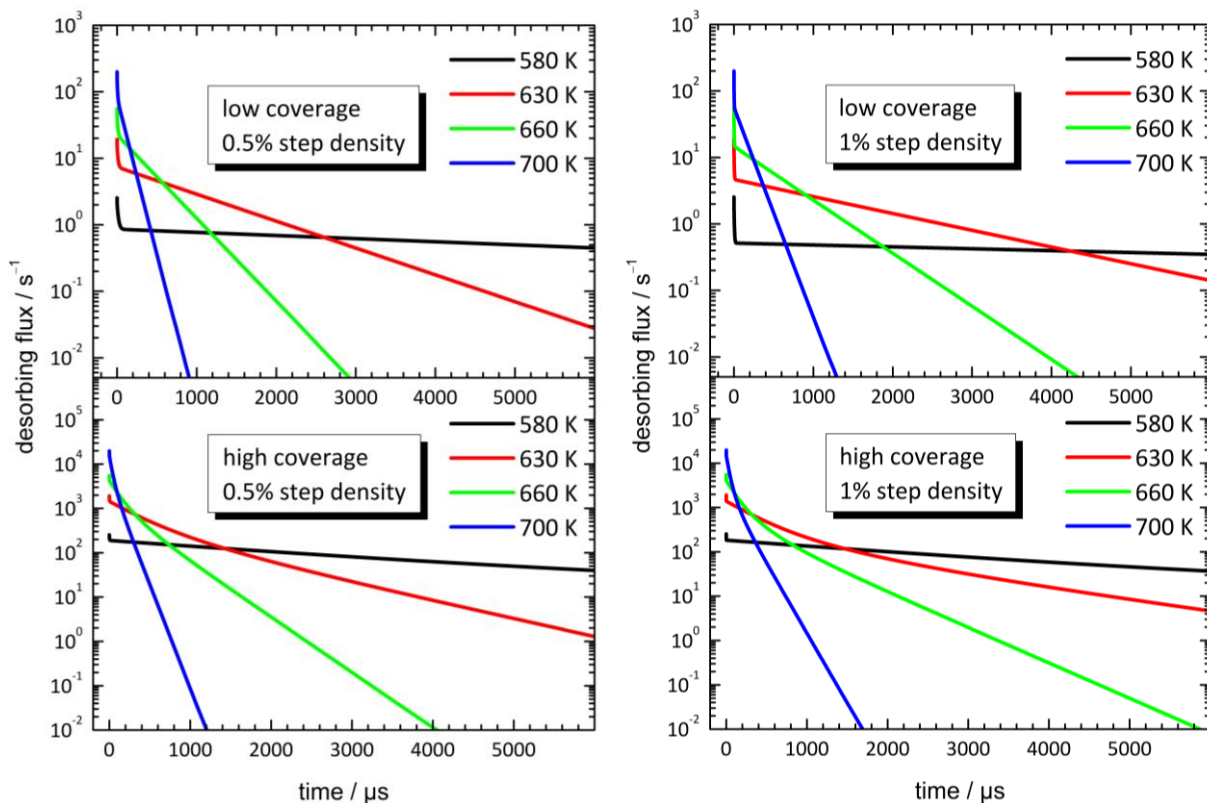 desorbing flux / s⁻¹
10³
10²
10¹
10⁰
10⁻¹
10⁻²
low coverage
0.5% step density
580 K
630 K
660 K
700 K
0 1000 2000 3000 4000 5000
10⁵
10⁴
10³
10²
10¹
10⁰
10⁻¹
10⁻²
high coverage
0.5% step density
580 K
630 K
660 K
700 K
0 1000 2000 3000 4000 5000
time / µs
desorbing flux / s⁻¹
10³
10²
10¹
10⁰
10⁻¹
10⁻²
low coverage
1% step density
580 K
630 K
660 K
700 K
0 1000 2000 3000 4000 5000
10⁵
10⁴
10³
10²
10¹
10⁰
10⁻¹
10⁻²
high coverage
1% step density
580 K
630 K
660 K
700 K
0 1000 2000 3000 4000 5000
time / µs